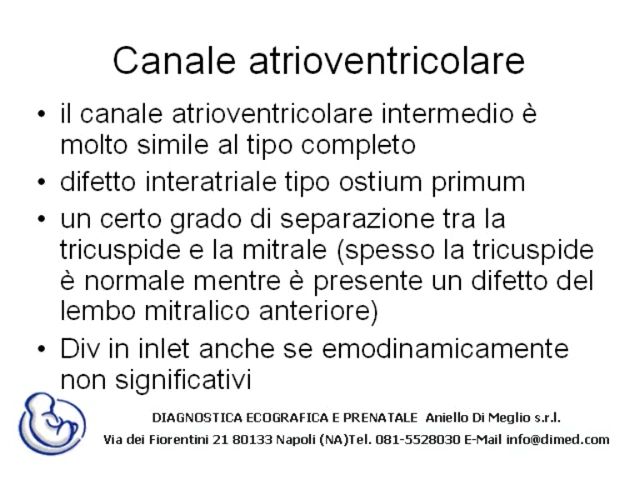 Canale atrioventricolare
• il canale atrioventricolare intermedio è
molto simile al tipo completo
• difetto interatriale tipo ostium primum
• un certo grado di separazione tra la
tricuspide e la mitrale (spesso la tricuspide
è normale mentre è presente un difetto del
lembo mitralico anteriore)
• Div in inlet anche se emodinamicamente
non significativi
DIAGNOSTICA ECOGRAFICA E PRENATALE Aniello Di Meglio s.r.l.
Via dei Fiorentini 21 80133 Napoli (NA)Tel. 081-5528030 E-Mail info@dimed.com